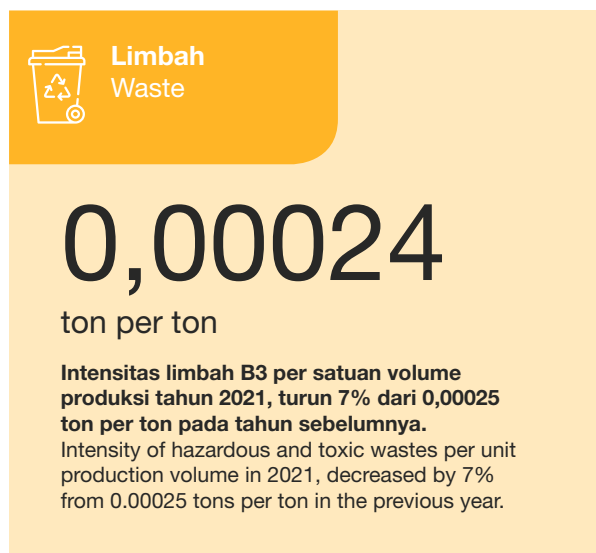 Limbah
Waste
0,00024
ton per ton
Intensitas limbah B3 per satuan volume
produksi tahun 2021, turun 7% dari 0,00025
ton per ton pada tahun sebelumnya.
Intensity of hazardous and toxic wastes per unit
production volume in 2021, decreased by 7%
from 0.00025 tons per ton in the previous year.